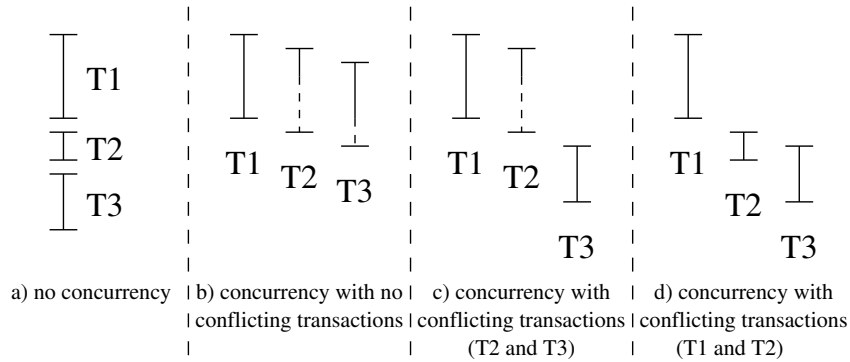 T1
T2
T3
T1
T2
T3
T1
T2
T3
T1
T2
T3
a) no concurrency
b) concurrency with no
conflicting transactions
c) concurrency with
conflicting transactions
(T2 and T3)
d) concurrency with
conflicting transactions
(T1 and T2)